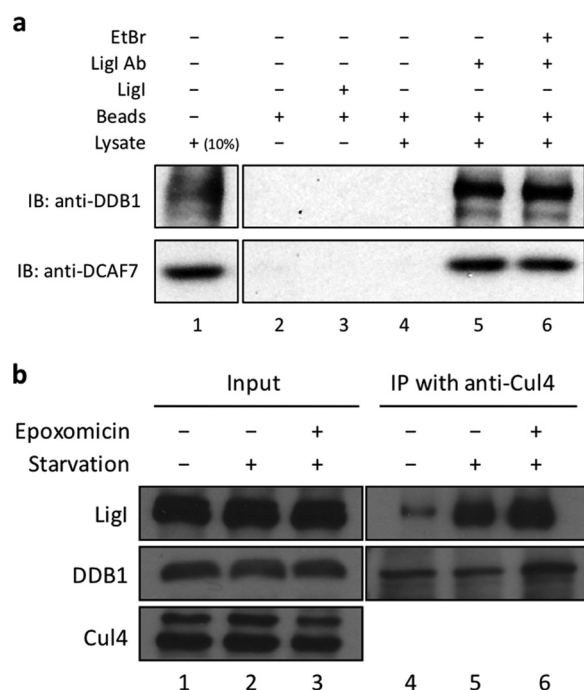 a
EtBr – – – – – +
LigI Ab – – – – + +
LigI – – + – – –
Beads – + + + + +
Lysate + (10%) – – + + +
IB: anti-DDB1
IB: anti-DCAF7
1 2 3 4 5 6
b
Input IP with anti-Cul4
Epoxomicin – – + – – +
Starvation – + + – + +
LigI
DDB1
Cul4
1 2 3 4 5 6